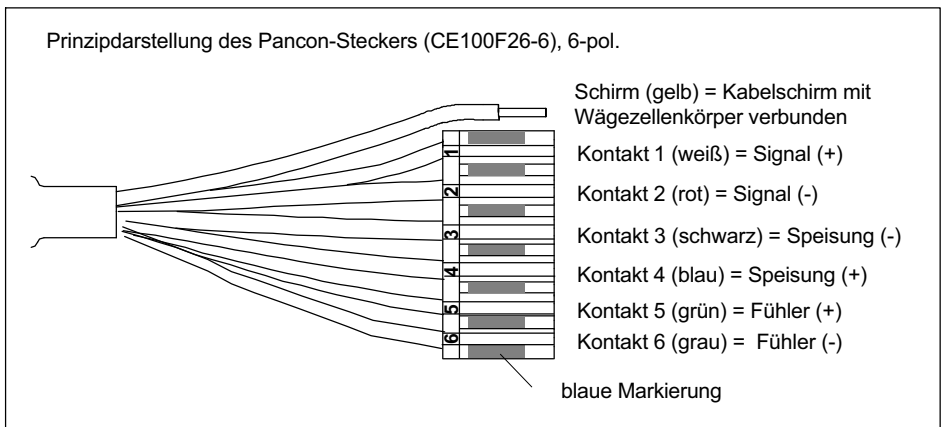 Prinzipdarstellung des Pancon-Steckers (CE100F26-6), 6-pol.
Schirm (gelb) = Kabelschirm mit
Wägezellenkörper verbunden
1
Kontakt 1 (weiß) = Signal (+)
2
Kontakt 2 (rot) = Signal (-)
3
Kontakt 3 (schwarz) = Speisung (-)
4
Kontakt 4 (blau) = Speisung (+)
5
Kontakt 5 (grün) = Fühler (+)
6
Kontakt 6 (grau) = Fühler (-)
blaue Markierung